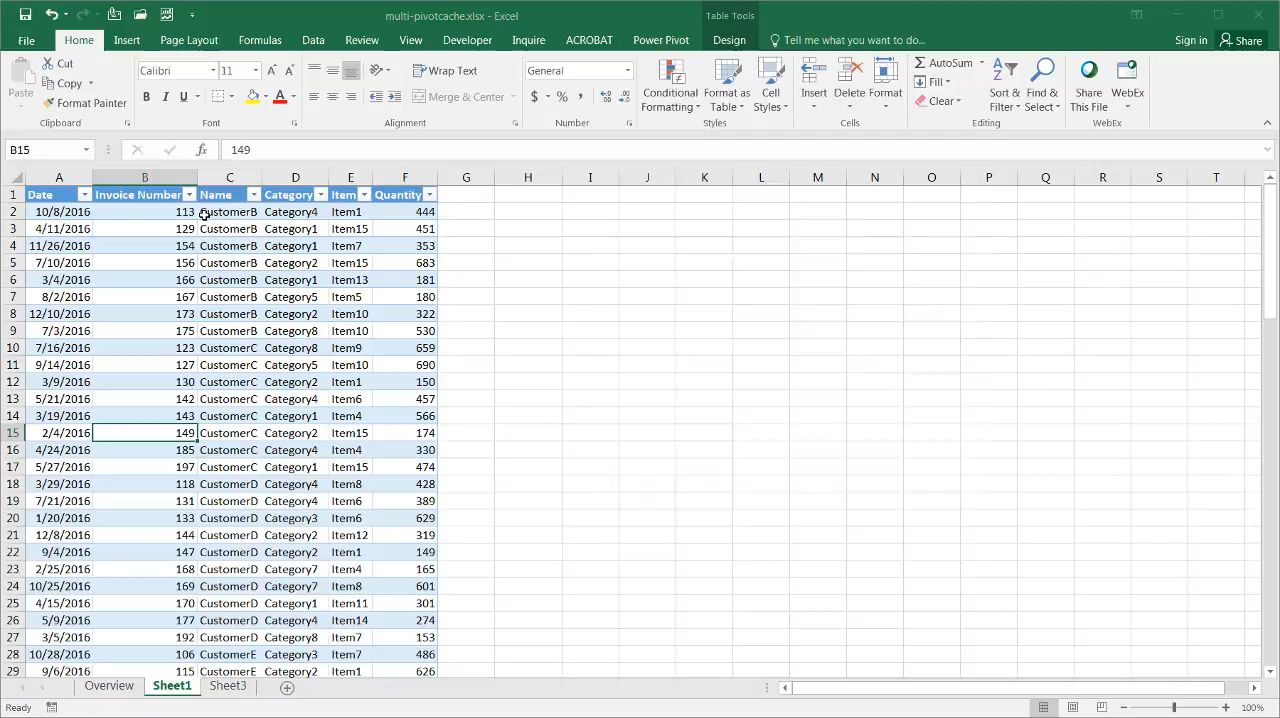 multi-pivotcache.xlsx - Excel
Table Tools
File Home Insert Page Layout Formulas Data Review View Developer Inquire ACROBAT Power Pivot Design Tell me what you want to do... Sign in Share
Paste
Cut
Copy
Format Painter
Clipboard
Calibri 11
B I U A
Font
Wrap Text
Merge & Center
Alignment
General
$ % ,
Number
Conditional Formatting
Format as Table
Cell Styles
Styles
Insert Delete Format
Cells
AutoSum
Fill
Clear
Sort & Filter
Find & Select
Editing
Share This File
WebEx
WebEx
B15 fx 149
A B C D E F G H I J K L M N O P Q R S T
1 Date Invoice Number Name Category Item Quantity
2 10/8/2016 113 CustomerB Category4 Item1 444
3 4/11/2016 129 CustomerB Category1 Item15 451
4 11/26/2016 154 CustomerB Category1 Item7 353
5 7/10/2016 156 CustomerB Category2 Item15 683
6 3/4/2016 166 CustomerB Category1 Item13 181
7 8/2/2016 167 CustomerB Category5 Item5 180
8 12/10/2016 173 CustomerB Category2 Item10 322
9 7/3/2016 175 CustomerB Category8 Item10 530
10 7/16/2016 123 CustomerC Category8 Item9 659
11 9/14/2016 127 CustomerC Category5 Item10 690
12 3/9/2016 130 CustomerC Category2 Item1 150
13 5/21/2016 142 CustomerC Category4 Item6 457
14 3/19/2016 143 CustomerC Category1 Item4 566
15 2/4/2016 149 CustomerC Category2 Item15 174
16 4/24/2016 185 CustomerC Category4 Item4 330
17 5/27/2016 197 CustomerC Category1 Item15 474
18 3/29/2016 118 CustomerD Category4 Item8 428
19 7/21/2016 131 CustomerD Category4 Item6 389
20 1/20/2016 133 CustomerD Category3 Item6 629
21 12/8/2016 144 CustomerD Category2 Item12 319
22 9/4/2016 147 CustomerD Category2 Item1 149
23 2/25/2016 168 CustomerD Category7 Item4 165
24 10/25/2016 169 CustomerD Category7 Item8 601
25 4/15/2016 170 CustomerD Category1 Item11 301
26 5/9/2016 177 CustomerD Category4 Item14 274
27 3/5/2016 192 CustomerD Category8 Item7 153
28 10/28/2016 106 CustomerE Category3 Item7 486
29 9/6/2016 115 CustomerE Category2 Item1 626
Overview Sheet1 Sheet3
Ready 100%